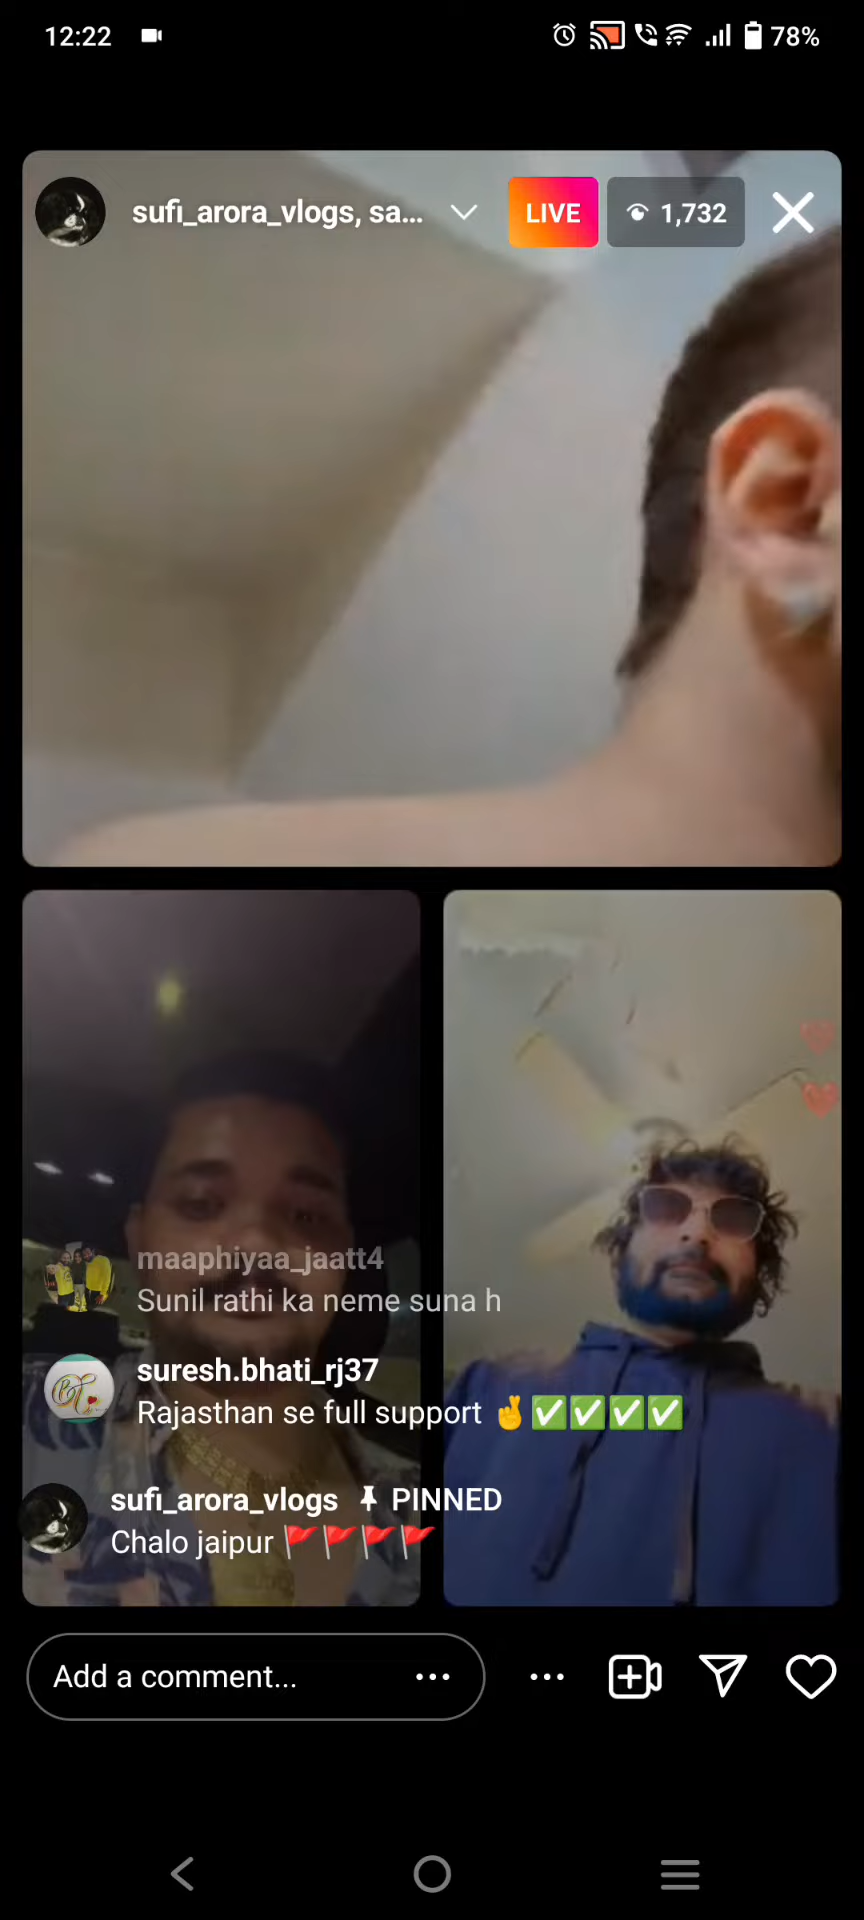 12:22
78%
sufi_arora_vlogs, sa...
LIVE
1,732
maaphiyaa_jaatt4
Sunil rathi ka neme suna h
suresh.bhati_rj37
Rajasthan se full support 🤞✅✅✅✅
sufi_arora_vlogs PINNED
Chalo jaipur 🚩🚩🚩🚩
Add a comment...